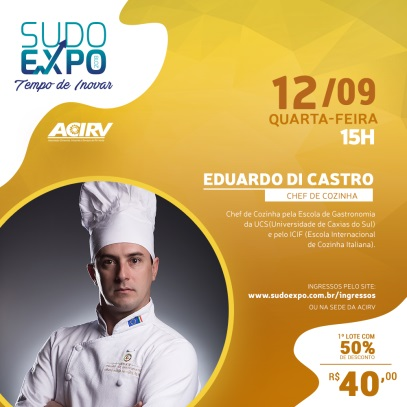 SUDO
EXPO
Tempo de Inovar
ACIRV
12/09
QUARTA-FEIRA
15H
EDUARDO DI CASTRO
CHEF DE COZINHA
Chef de Cozinha pela Escola de Gastronomia
da UCS(Universidade de Caxias do Sul)
e pelo ICIF (Escola Internacional
de Cozinha Italiana).
INGRESSOS PELO SITE:
www.sudoexpo.com.br/ingressos
OU NA SEDE DA ACIRV
1º LOTE COM
50%
DE DESCONTO
R$ 40,00